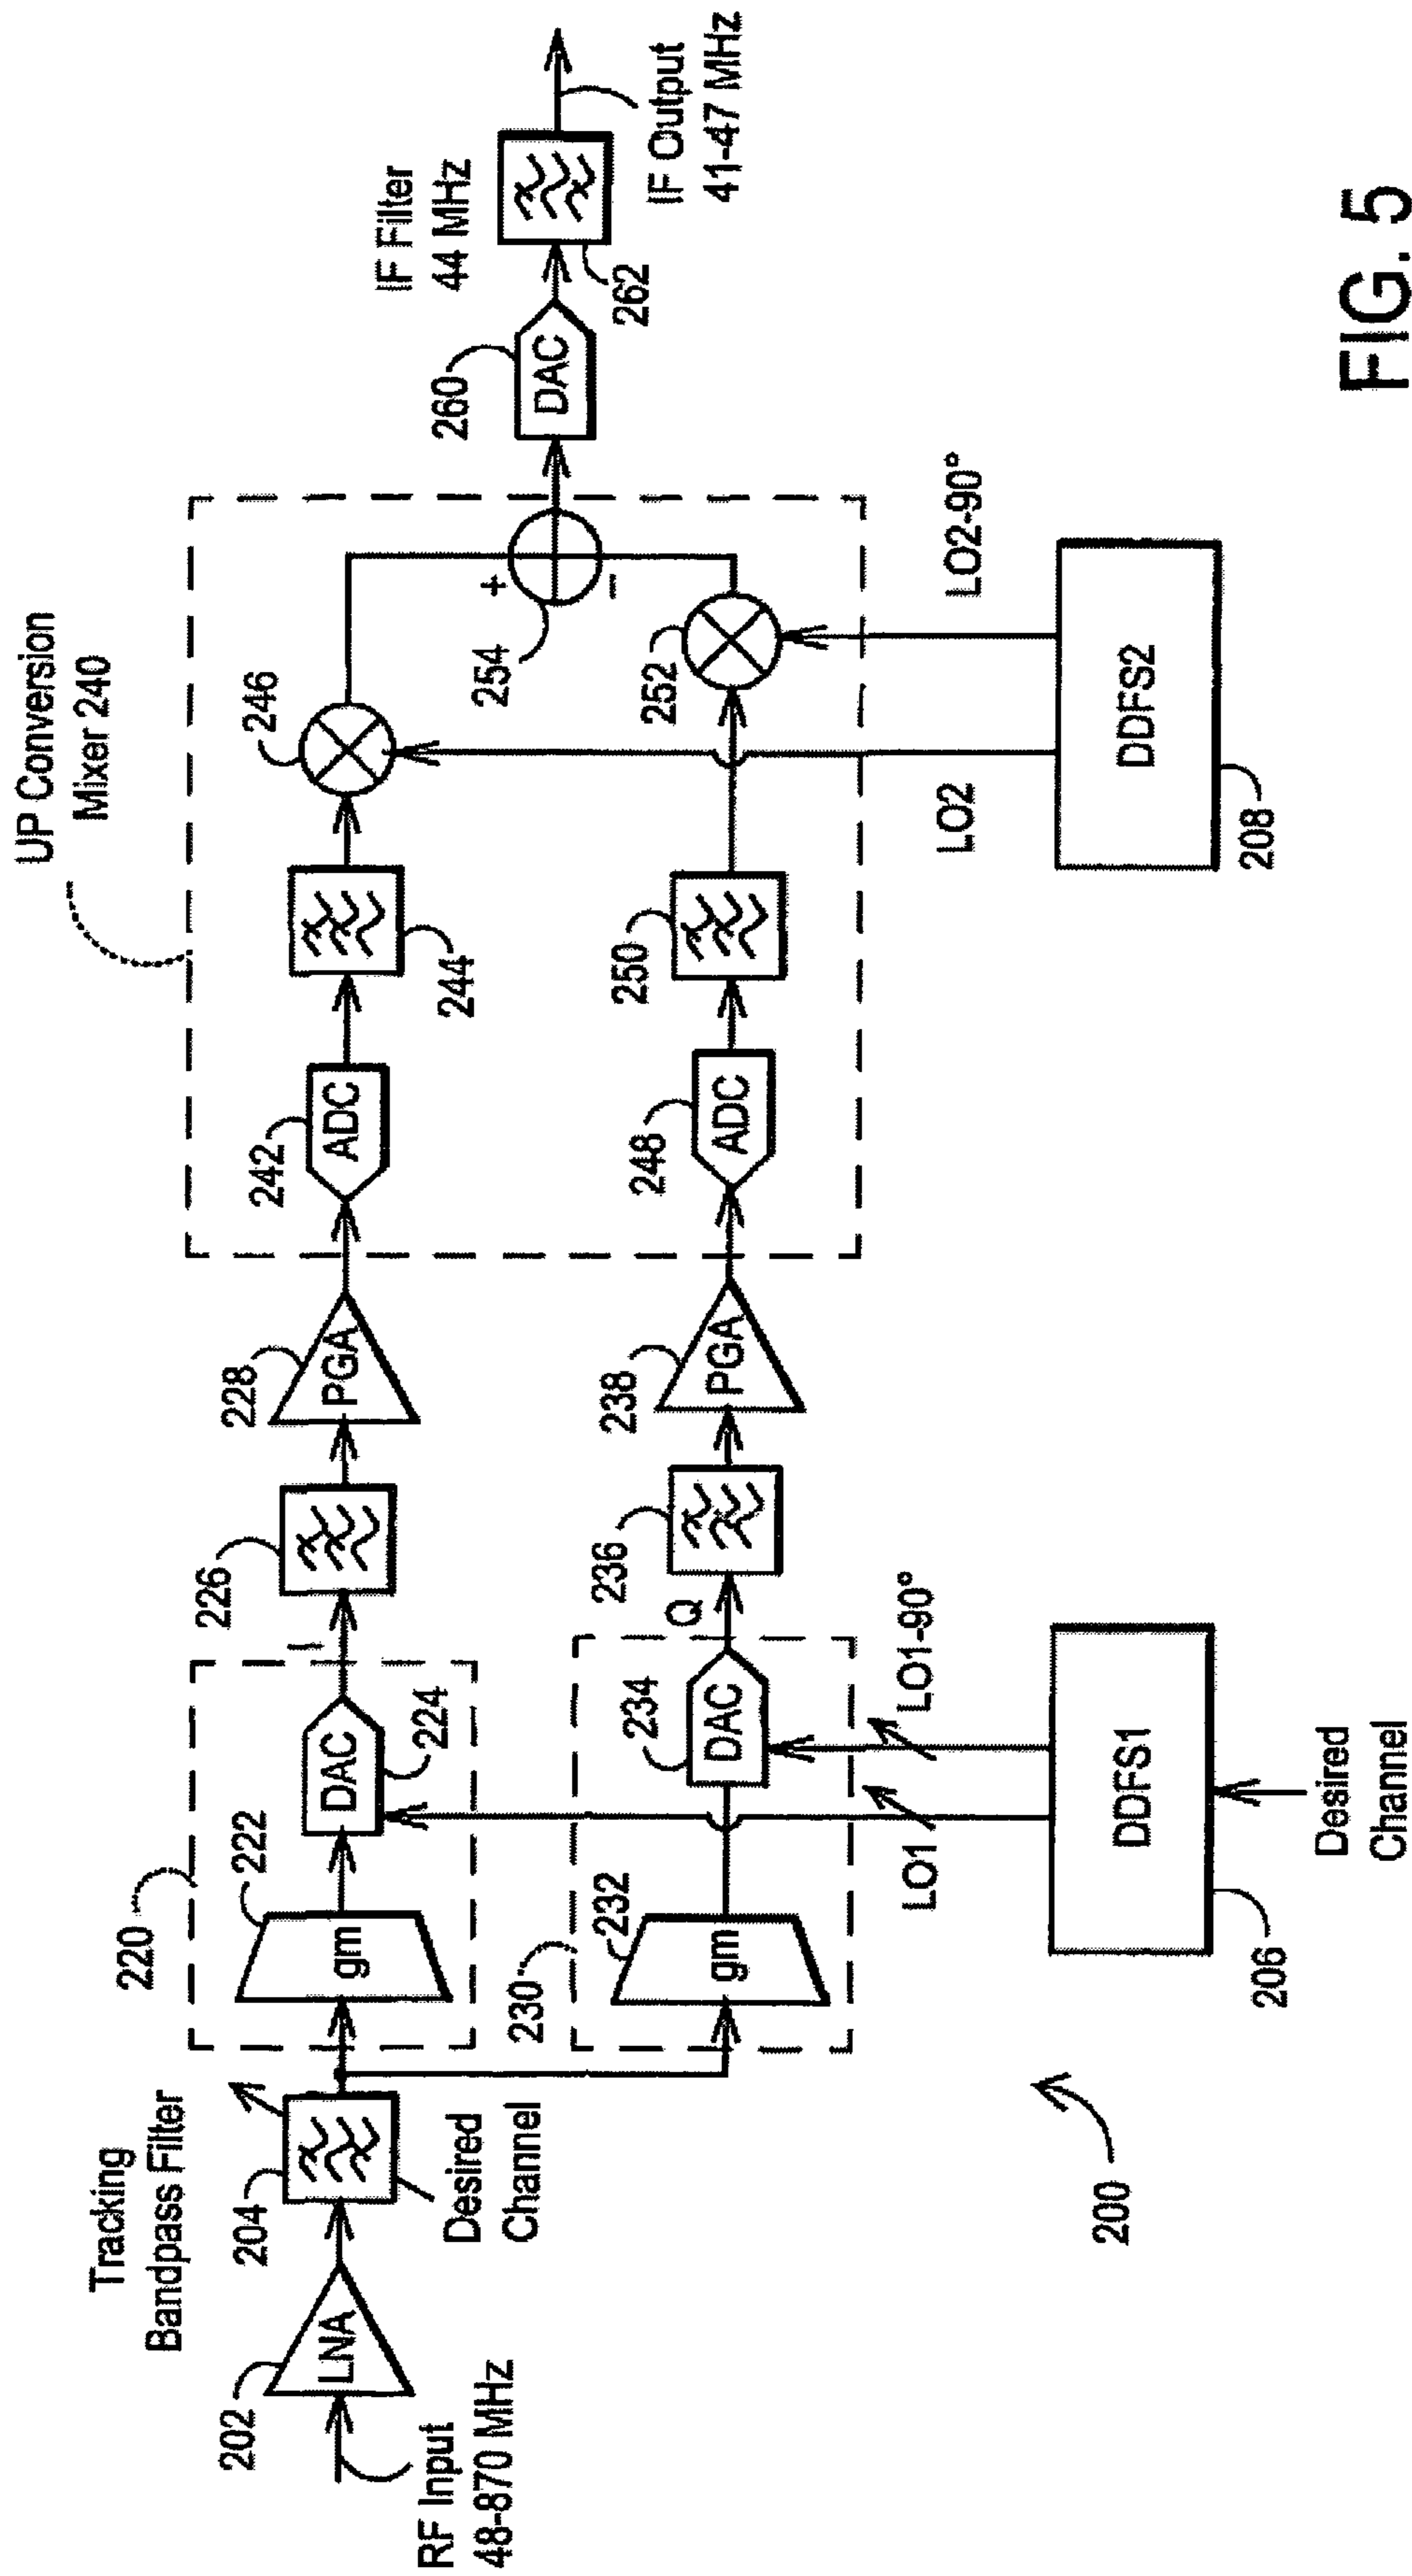 UP Conversion
Mixer 240
Tracking
Bandpass Filter
204
Desired
Channel
202
LNA
RF Input
48-870 MHz
220
222
gm
DAC
224
I
226
228
PGA
242
ADC
244
246
254
+
–
260
DAC
IF Filter
44 MHz
262
IF Output
41-47 MHz
230
232
gm
234
DAC
Q
236
238
PGA
248
ADC
250
252
LO1
LO1-90°
LO2
LO2-90°
DDFS1
206
Desired
Channel
DDFS2
208
200
FIG. 5